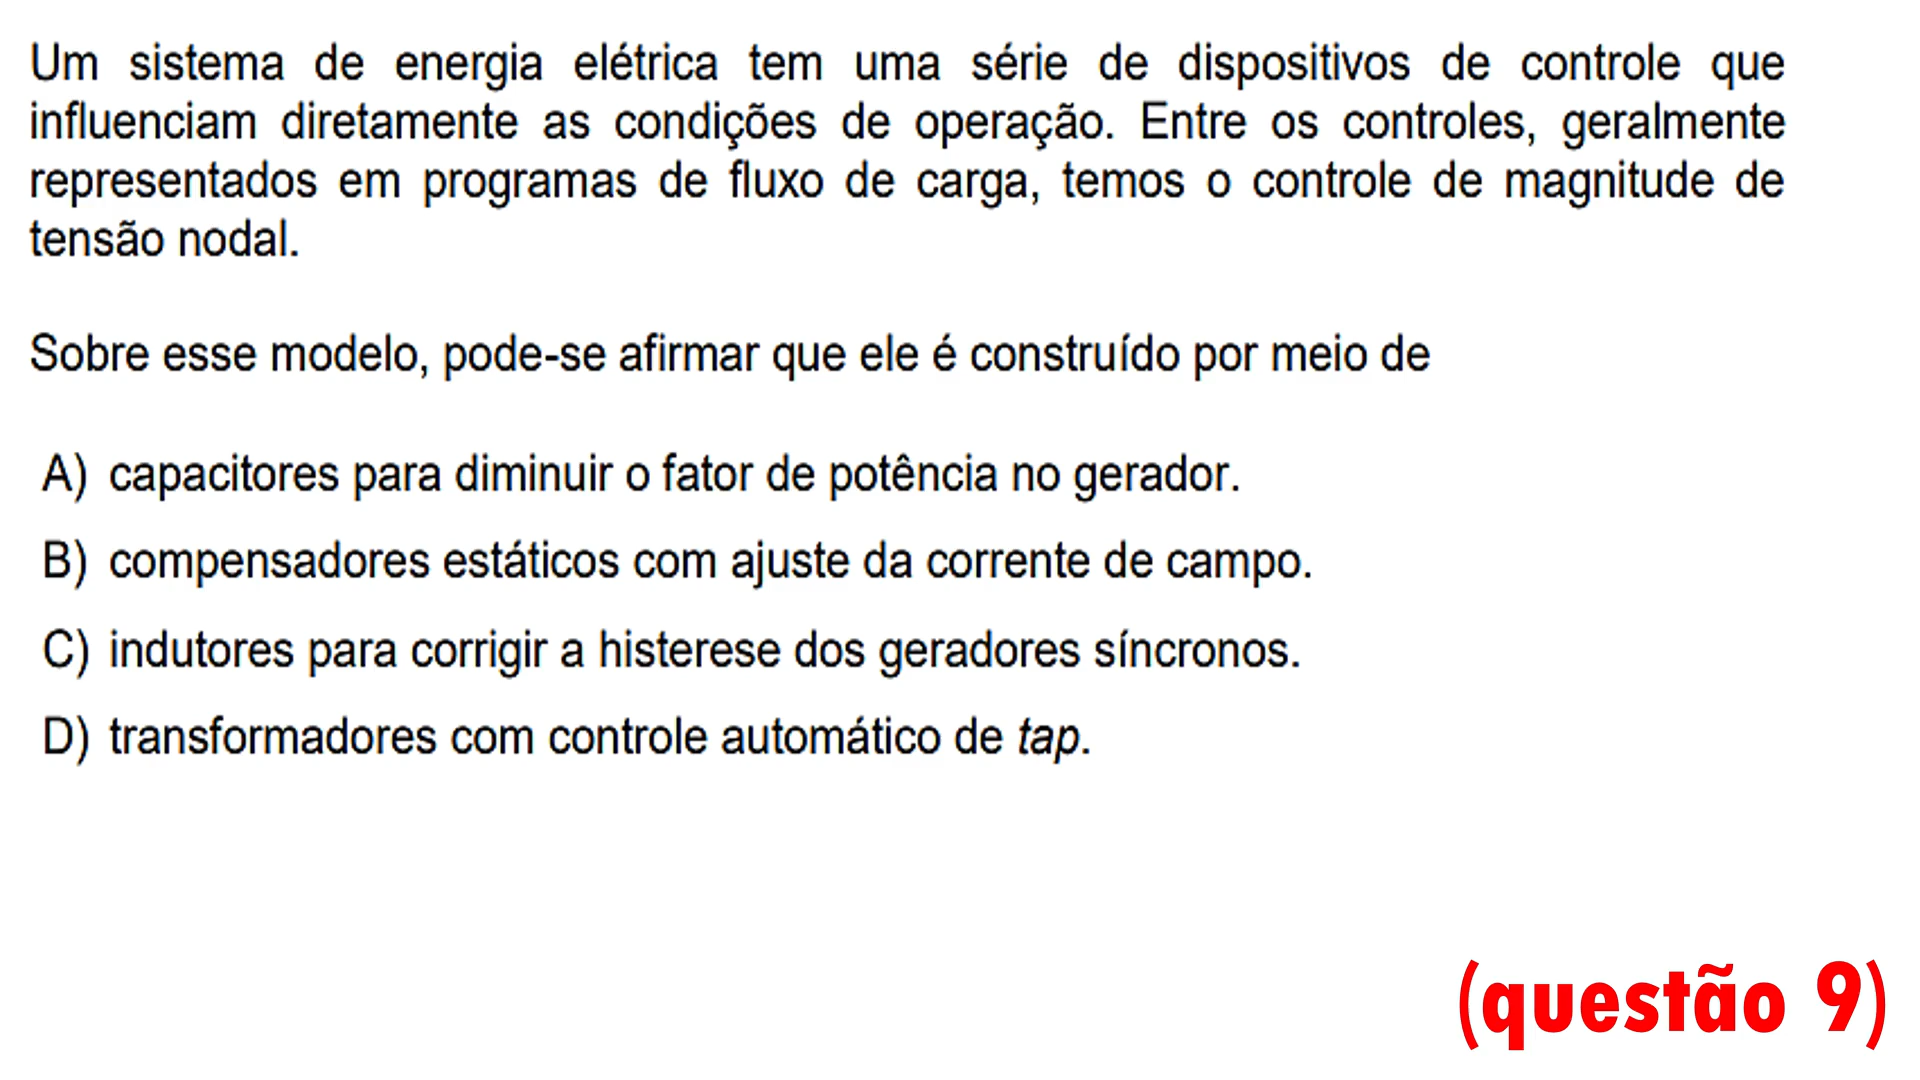 Um sistema de energia elétrica tem uma série de dispositivos de controle que
influenciam diretamente as condições de operação. Entre os controles, geralmente
representados em programas de fluxo de carga, temos o controle de magnitude de
tensão nodal.
Sobre esse modelo, pode-se afirmar que ele é construído por meio de
A) capacitores para diminuir o fator de potência no gerador.
B) compensadores estáticos com ajuste da corrente de campo.
C) indutores para corrigir a histerese dos geradores síncronos.
D) transformadores com controle automático de tap.
(questão 9)